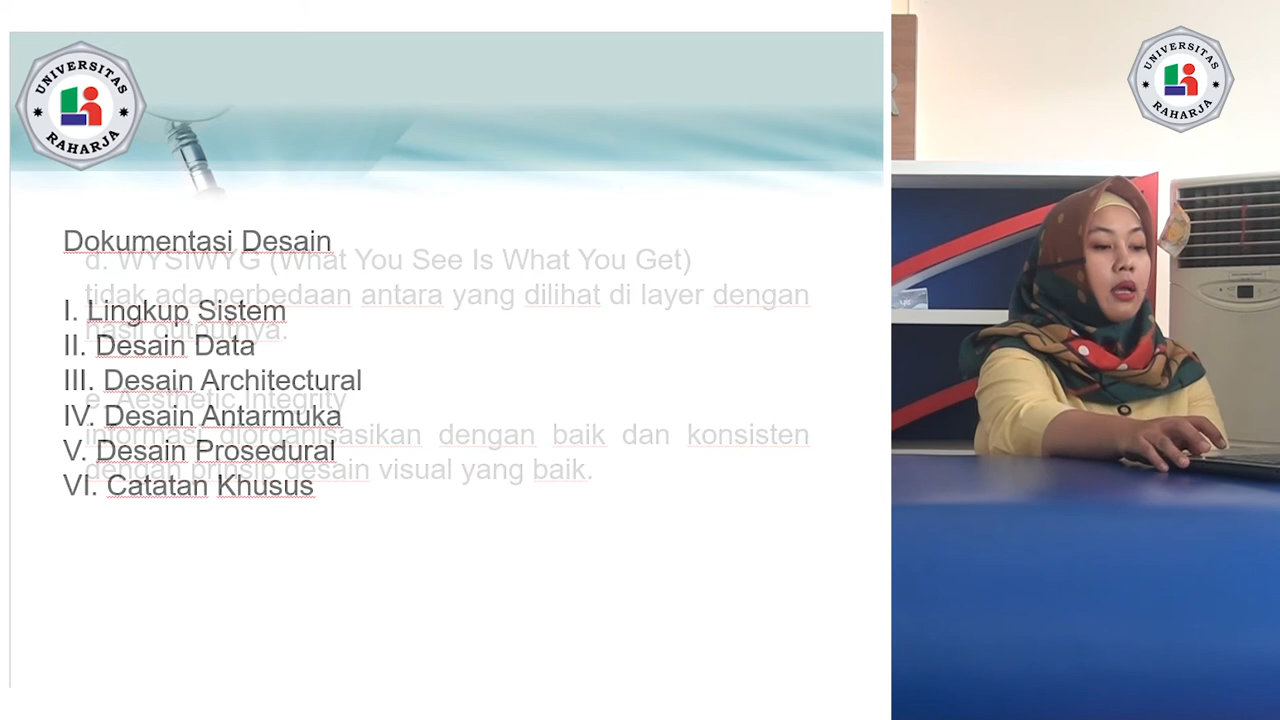 UNIVERSITAS
RAHARJA
Dokumentasi Desain
I. Lingkup Sistem
II. Desain Data
III. Desain Architectural
IV. Desain Antarmuka
V. Desain Prosedural
VI. Catatan Khusus
d. WYSIWYG (What You See Is What You Get)
tidak ada perbedaan antara yang dilihat di layer dengan
hasil outputnya.
e. Aesthetic Integrity
informasi diorganisasikan dengan baik dan konsisten
dengan prinsip desain visual yang baik.
UNIVERSITAS
RAHARJA
R